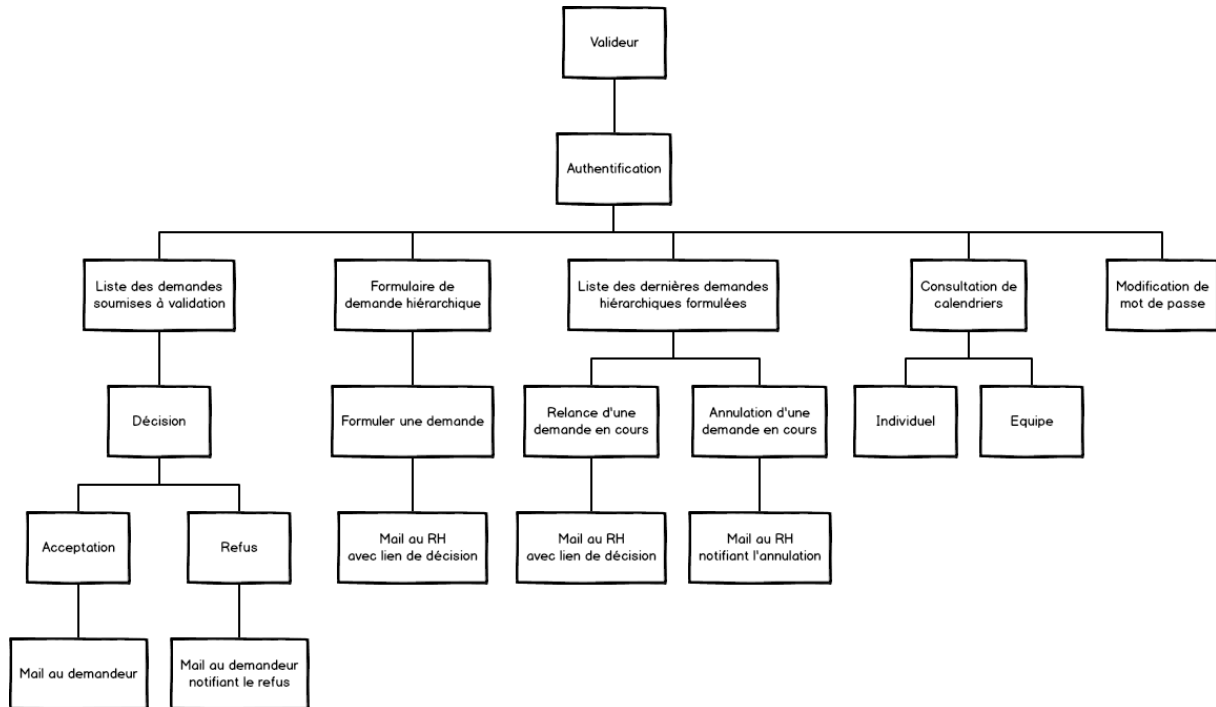 Valideur
Authentification
Liste des demandes
soumises à validation
Formulaire de
demande hiérarchique
Liste des dernières demandes
hiérarchiques formulées
Consultation de
calendriers
Modification de
mot de passe
Décision
Formuler une demande
Relance d'une
demande en cours
Annulation d'une
demande en cours
Individuel
Equipe
Acceptation
Refus
Mail au RH
avec lien de décision
Mail au RH
avec lien de décision
Mail au RH
notifiant l'annulation
Mail au demandeur
Mail au demandeur
notifiant le refus